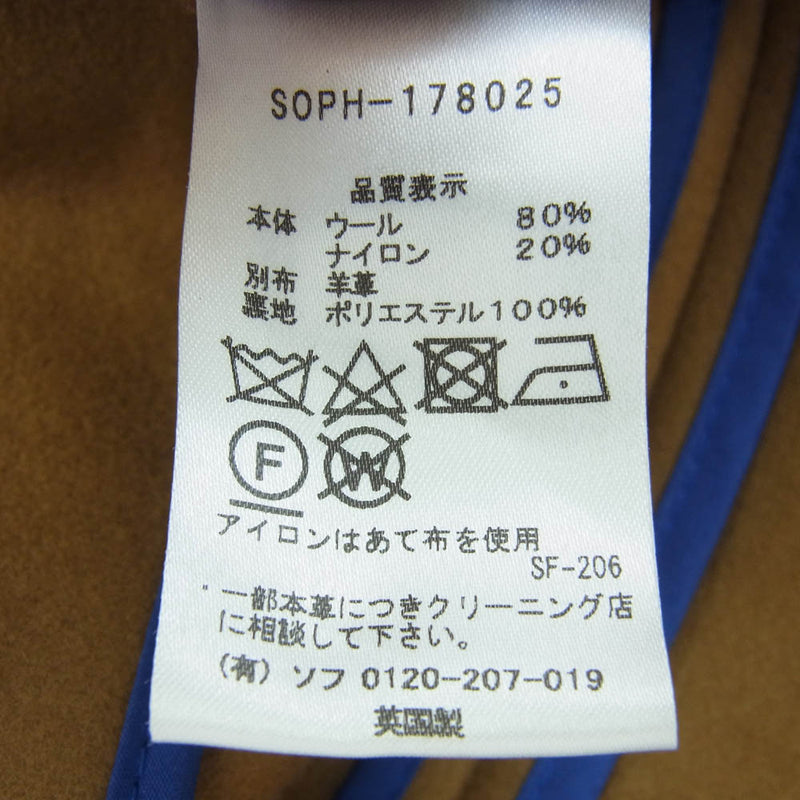 SOPH-178025
品質表示
本体 ウール 80%
ナイロン 20%
別布 羊革
裏地 ポリエステル100%
F W
アイロンはあて布を使用
SF-206
一部本革につきクリーニング店
に相談して下さい。
(有) ソフ 0120-207-019
英国製